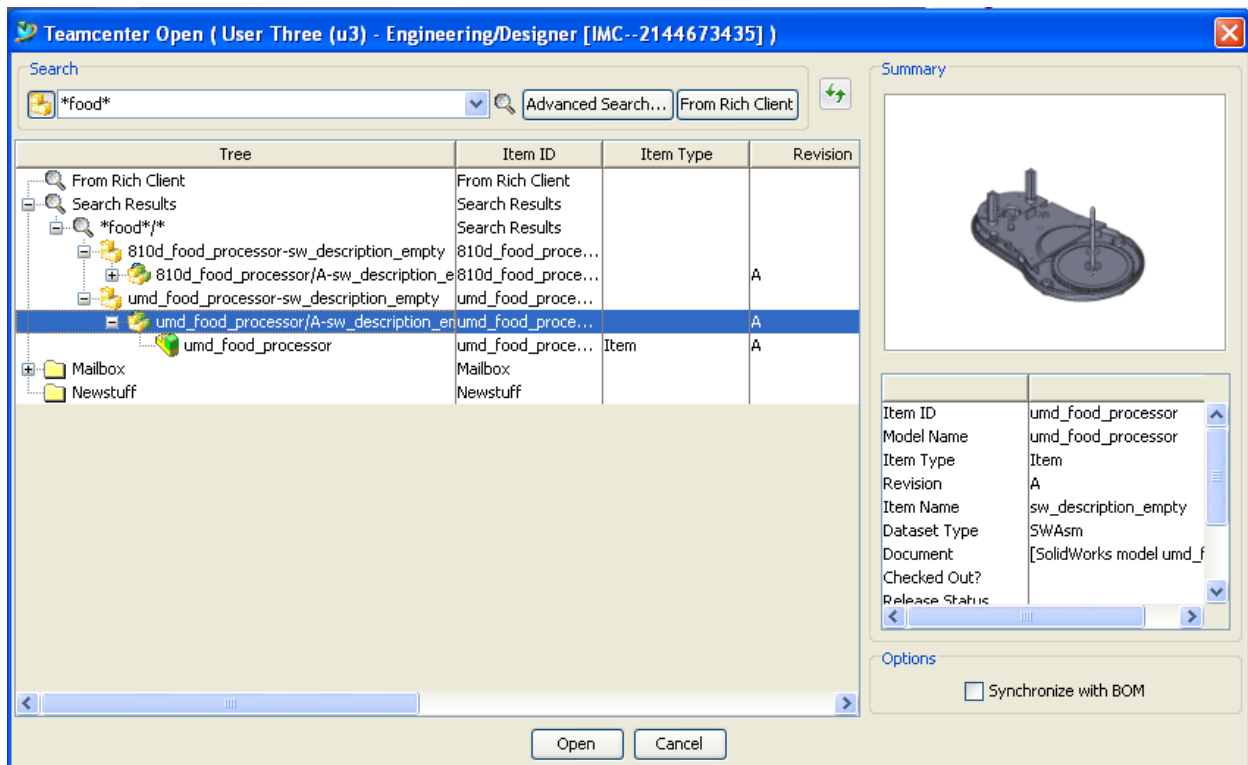 Teamcenter Open ( User Three (u3) - Engineering/Designer [IMC--2144673435] )
Search
*food*
Advanced Search...
From Rich Client
Tree Item ID Item Type Revision
From Rich Client From Rich Client
Search Results Search Results
*food*/* Search Results
810d_food_processor-sw_description_empty 810d_food_proce...
810d_food_processor/A-sw_description_e 810d_food_proce... A
umd_food_processor-sw_description_empty umd_food_proce...
umd_food_processor/A-sw_description_em umd_food_proce... A
umd_food_processor umd_food_proce... Item A
Mailbox Mailbox
Newstuff Newstuff
Summary
Item ID umd_food_processor
Model Name umd_food_processor
Item Type Item
Revision A
Item Name sw_description_empty
Dataset Type SWAsm
Document [SolidWorks model umd_f
Checked Out?
Release Status
Options
Synchronize with BOM
Open
Cancel